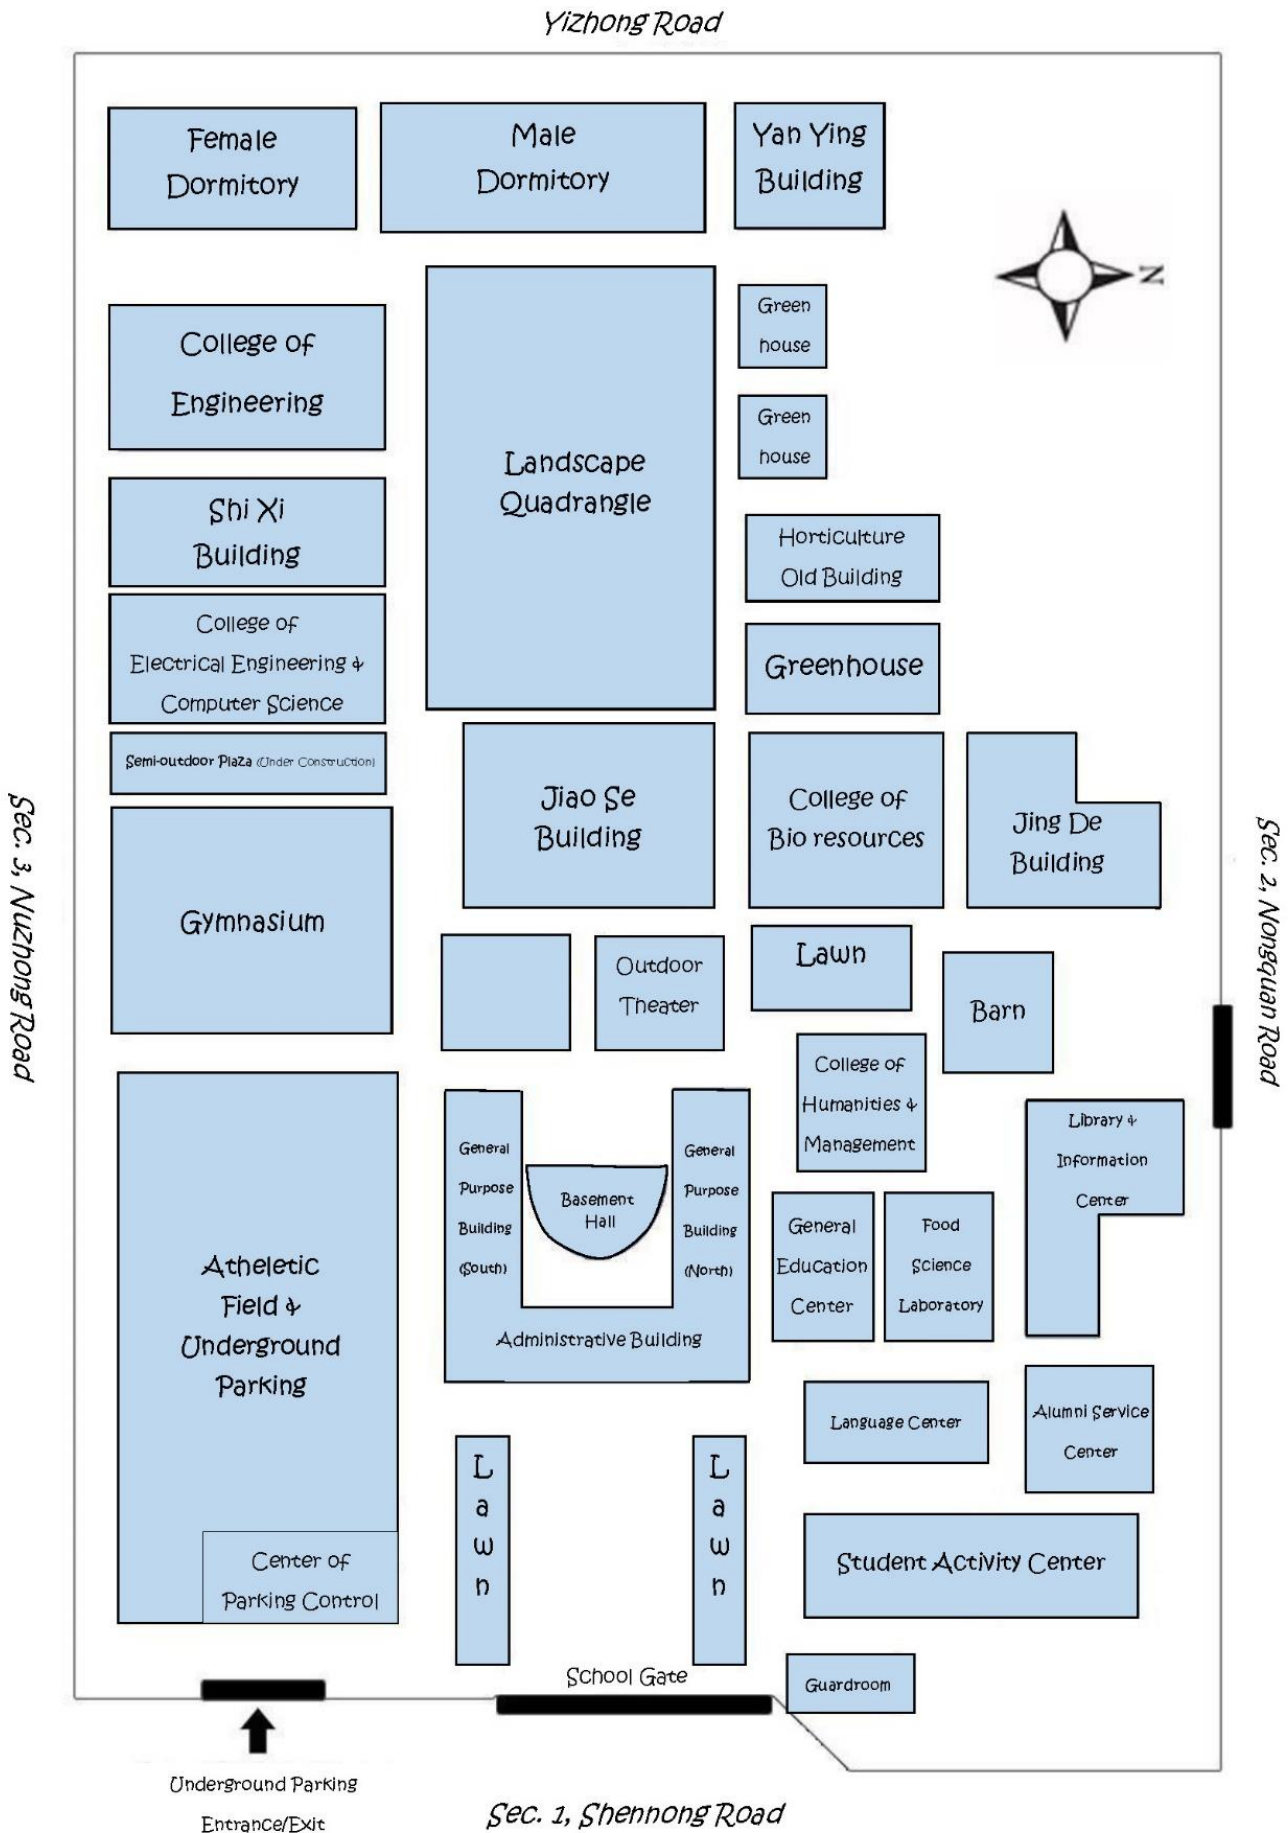 Yizhong Road
Female
Dormitory
Male
Dormitory
Yan Ying
Building
N
College of
Engineering
Landscape
Quadrangle
Green
house
Green
house
Shi Xi
Building
Horticulture
Old Building
College of
Electrical Engineering &
Computer Science
Greenhouse
Semi-outdoor Plaza (Under Construction)
Jiao Se
Building
College of
Bio resources
Jing De
Building
Sec. 3, Nuzhong Road
Sec. 2, Nongquan Road
Gymnasium
Outdoor
Theater
Lawn
Barn
College of
Humanities &
Management
Library &
Information
Center
General
Purpose
Building
(South)
Basement
Hall
General
Purpose
Building
(North)
General
Education
Center
Food
Science
Laboratory
Atheletic
Field &
Underground
Parking
Administrative Building
Language Center
Alumni Service
Center
Lawn
Lawn
Student Activity Center
Center of
Parking Control
School Gate
Guardroom
Underground Parking
Entrance/Exit
Sec. 1, Shennong Road